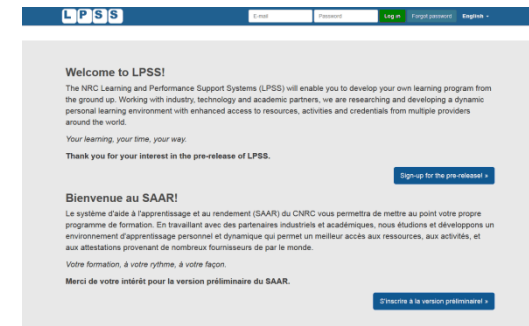 LPSS E-mail Password Log in Forgot password English
Welcome to LPSS!
The NRC Learning and Performance Support Systems (LPSS) will enable you to develop your own learning program from
the ground up. Working with industry, technology and academic partners, we are researching and developing a dynamic
personal learning environment with enhanced access to resources, activities and credentials from multiple providers
around the world.
Your learning, your time, your way.
Thank you for your interest in the pre-release of LPSS.
Sign-up for the pre-release! »
Bienvenue au SAAR!
Le système d'aide à l'apprentissage et au rendement (SAAR) du CNRC vous permettra de mettre au point votre propre
programme de formation. En travaillant avec des partenaires industriels et académiques, nous étudions et développons un
environnement d'apprentissage personnel et dynamique qui permet un meilleur accès aux ressources, aux activités, et
aux attestations provenant de nombreux fournisseurs de par le monde.
Votre formation, à votre rythme, à votre façon.
Merci de votre intérêt pour la version préliminaire du SAAR.
S'inscrire à la version préliminaire! »